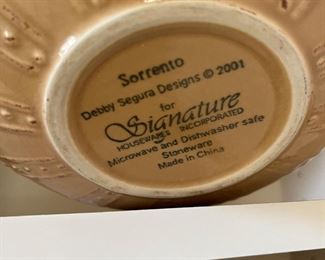 Sorrento
Debby Segura Designs © 2001
for
Signature
HOUSEWARES INCORPORATED
Microwave and Dishwasher safe
Stoneware
Made in China